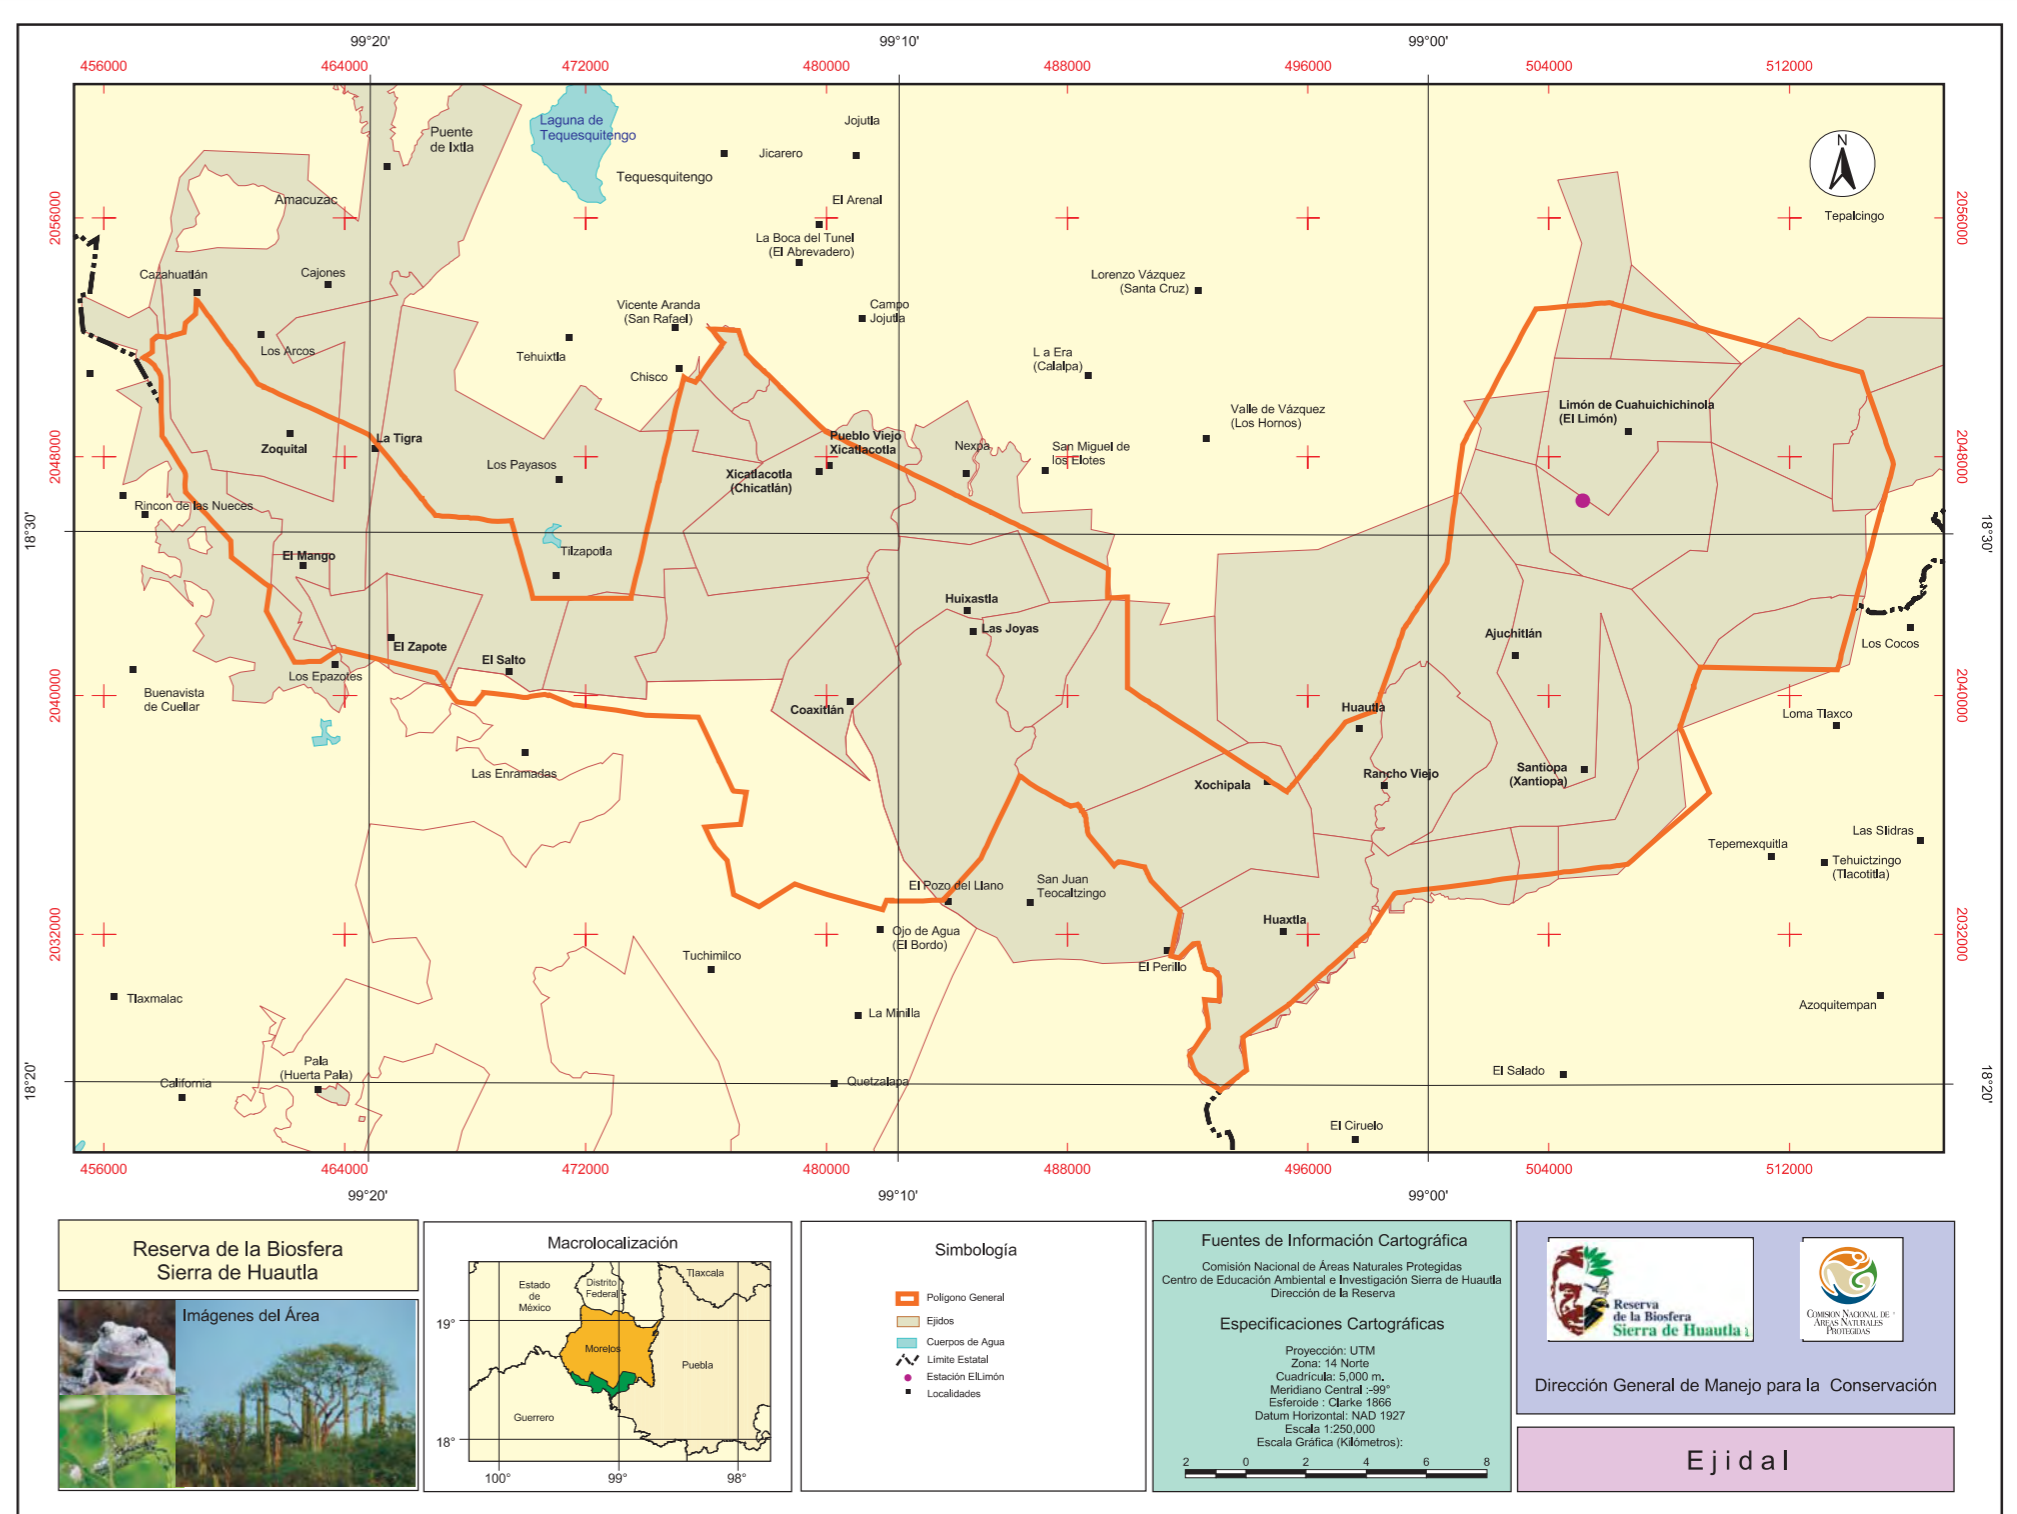 99°20'
99°10'
99°00'
456000
464000
472000
480000
488000
496000
504000
512000
Puente
de Ixtla
Laguna de
Tequesquitengo
Jojutla
Jicarero
Tequesquitengo
N
Amacuzac
El Arenal
Tepalcingo
2056000
2056000
La Boca del Tunel
(El Abrevadero)
Cazahuatlán
Cajones
Lorenzo Vázquez
(Santa Cruz)
Vicente Aranda
(San Rafael)
Campo
Jojutla
Los Arcos
Tehuixtla
Chisco
L a Era
(Calalpa)
Valle de Vázquez
(Los Hornos)
Limón de Cuahuichichinola
(El Limón)
Zoquital
La Tigra
Pueblo Viejo
Xicatlacotla
Nexpa
San Miguel de
los Elotes
2048000
2048000
Los Payasos
Xicatlacotla
(Chicatlán)
Rincon de las Nueces
18°30'
18°30'
El Mango
Tilzapotla
Huixastla
Las Joyas
Ajuchitlán
Los Cocos
El Zapote
El Salto
Los Epazotes
2040000
2040000
Buenavista
de Cuellar
Coaxitlán
Huautla
Loma Tlaxco
Las Enramadas
Xochipala
Rancho Viejo
Santiopa
(Xantiopa)
Las Slidras
Tepemexquitla
Tehuictzingo
(Tlacotitla)
El Pozo del Llano
San Juan
Teocaltzingo
Huaxtla
2032000
2032000
Ojo de Agua
(El Bordo)
Tuchimilco
El Perillo
Tlaxmalac
La Minilla
Azoquitempan
Pala
(Huerta Pala)
California
Quetzalapa
El Salado
18°20'
18°20'
El Ciruelo
456000
464000
472000
480000
488000
496000
504000
512000
99°20'
99°10'
99°00'
Reserva de la Biosfera
Sierra de Huautla
Imágenes del Área
Macrolocalización
Estado
de
México
Distrito
Federal
Tlaxcala
19°
Morelos
Puebla
Guerrero
18°
100°
99°
98°
Simbología
Polígono General
Ejidos
Cuerpos de Agua
Limite Estatal
Estación ElLimón
Localidades
Fuentes de Información Cartográfica
Comisión Nacional de Áreas Naturales Protegidas
Centro de Educación Ambiental e Investigación Sierra de Huautla
Dirección de la Reserva
Especificaciones Cartográficas
Proyección: UTM
Zona: 14 Norte
Cuadrícula: 5,000 m.
Meridiano Central :-99°
Esferoide : Clarke 1866
Datum Horizontal: NAD 1927
Escala 1:250,000
Escala Gráfica (Kilómetros):
2 0 2 4 6 8
Reserva
de la Biosfera
Sierra de Huautla
COMISION NACIONAL DE
AREAS NATURALES
PROTEGIDAS
Dirección General de Manejo para la Conservación
Ejidal